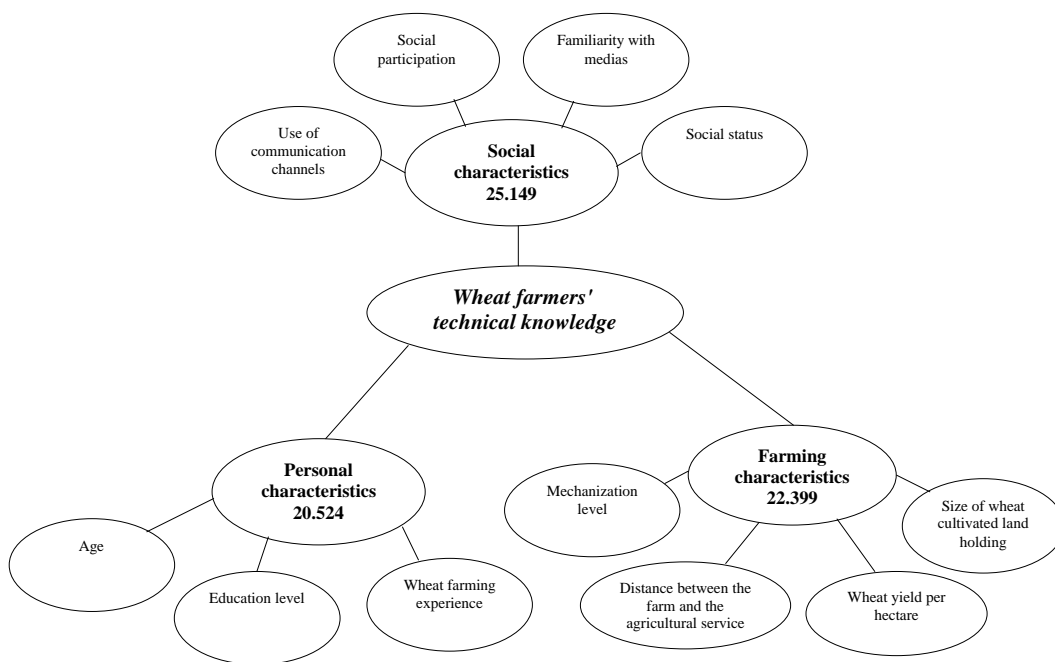 Social
participation
Familiarity with
medias
Use of
communication
channels
Social
characteristics
25.149
Social status
Wheat farmers'
technical knowledge
Personal
characteristics
20.524
Farming
characteristics
22.399
Mechanization
level
Size of wheat
cultivated land
holding
Age
Education level
Wheat farming
experience
Distance between the
farm and the
agricultural service
Wheat yield per
hectare